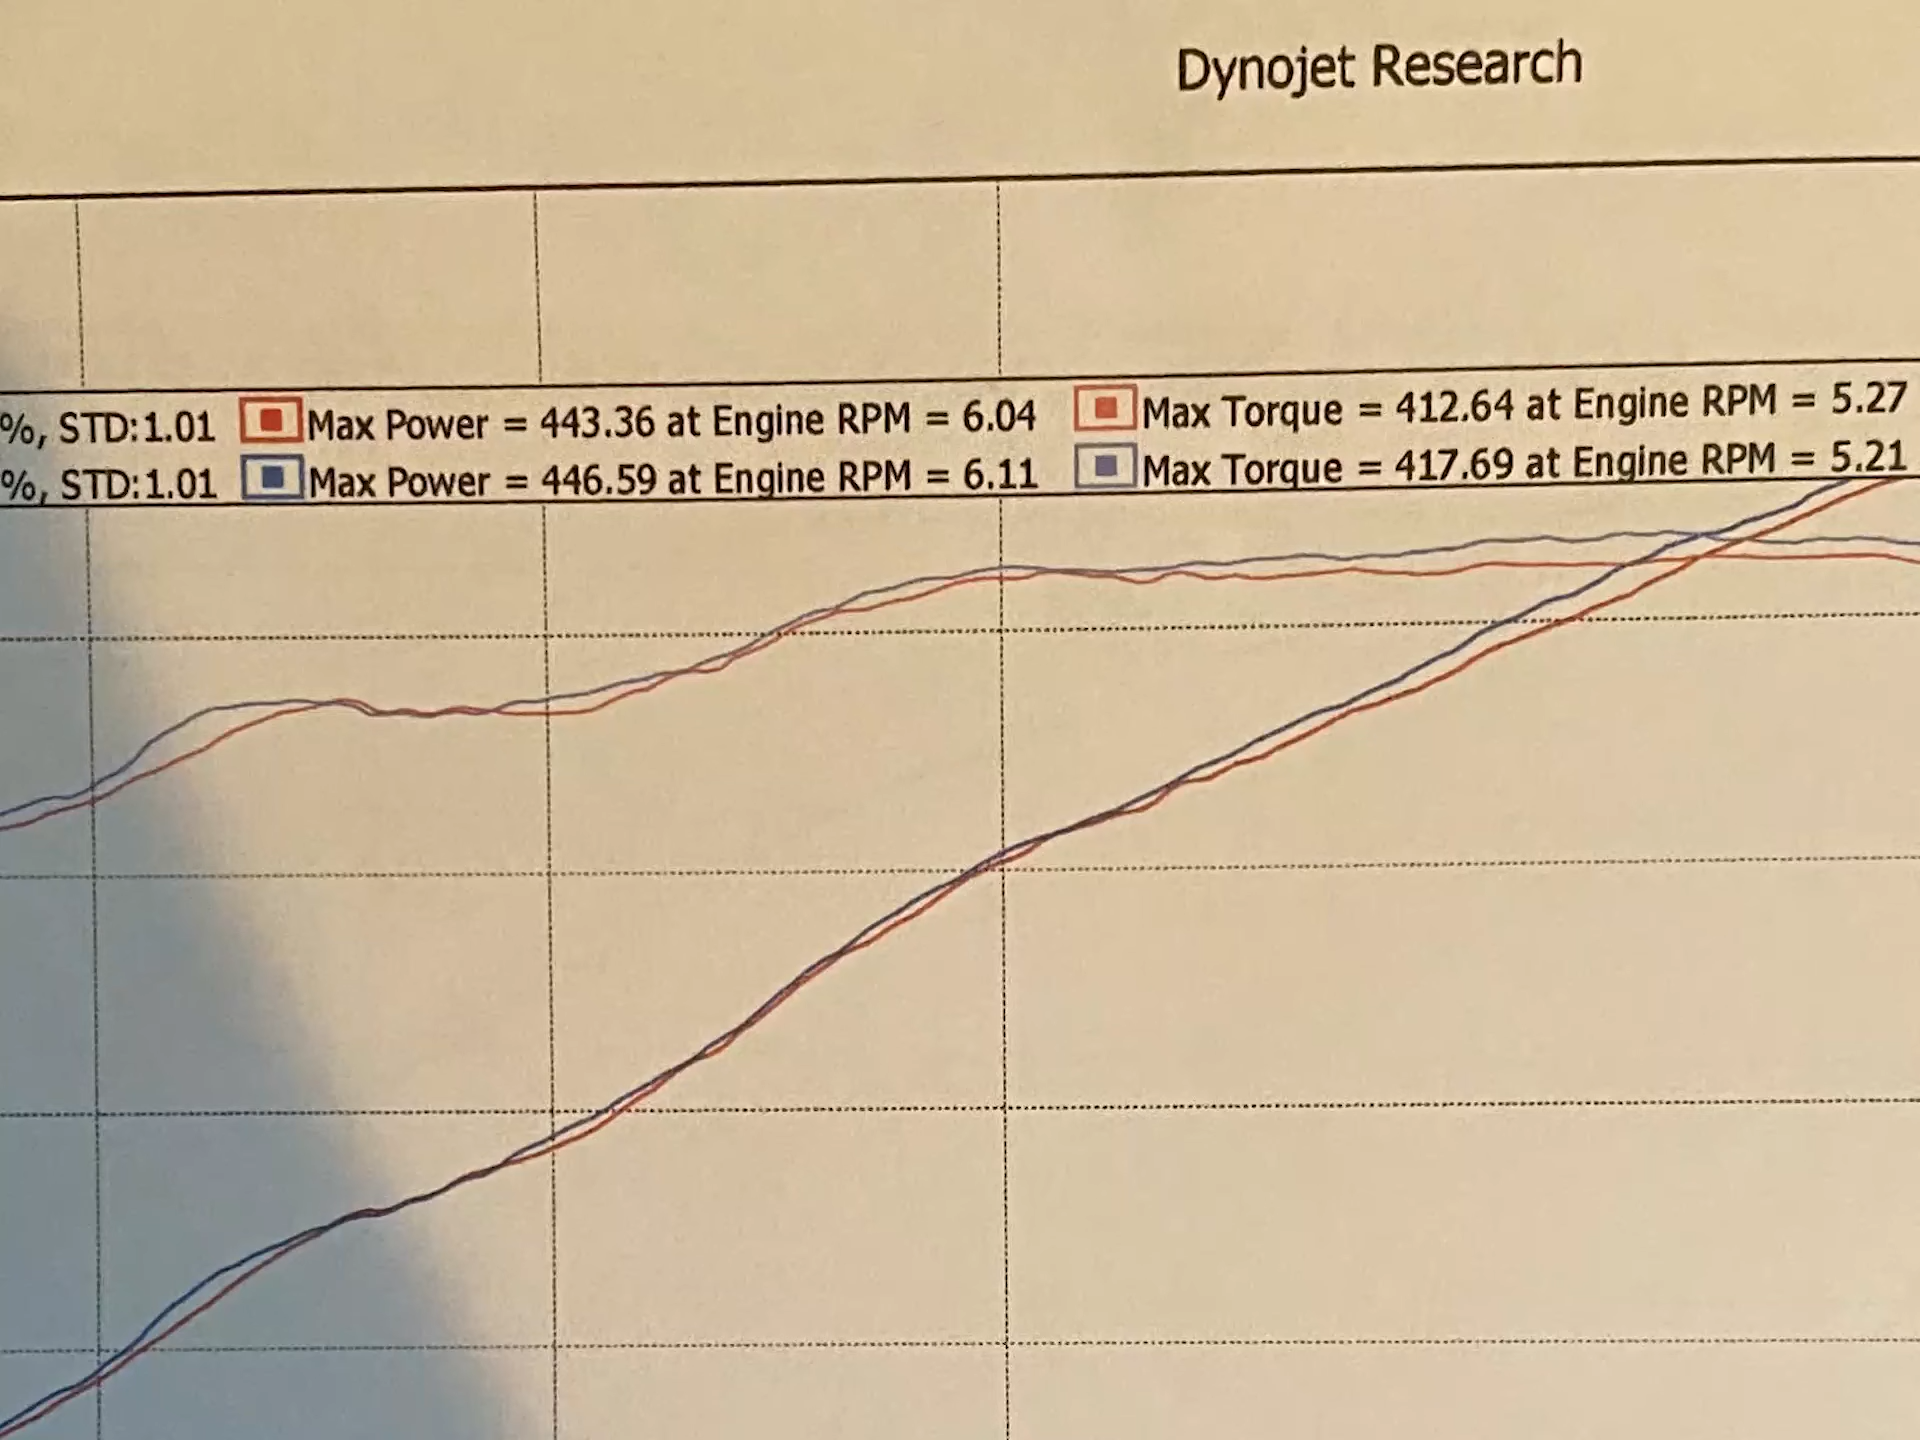 Dynojet Research
%, STD:1.01 Max Power = 443.36 at Engine RPM = 6.04 Max Torque = 412.64 at Engine RPM = 5.27
%, STD:1.01 Max Power = 446.59 at Engine RPM = 6.11 Max Torque = 417.69 at Engine RPM = 5.21